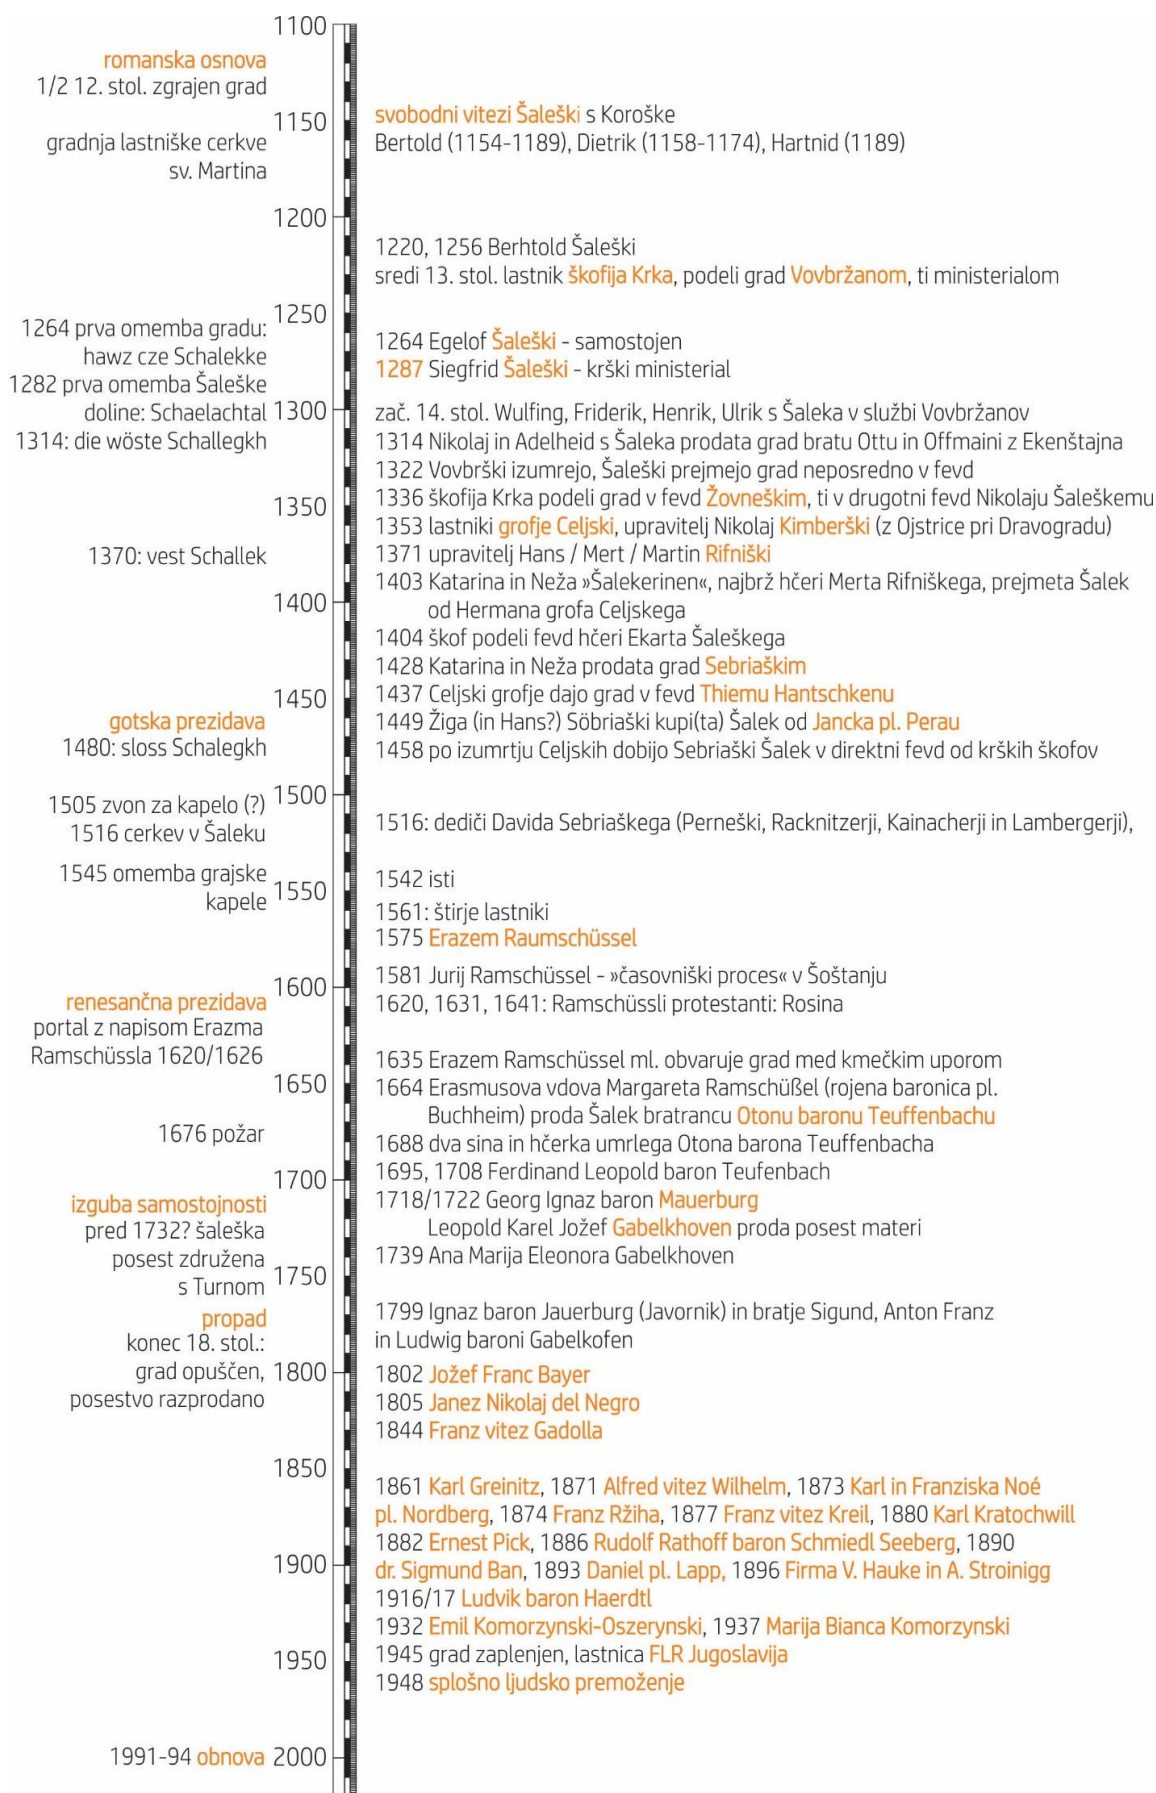 1100
romanska osnova
1/2 12. stol. zgrajen grad
1150
gradnja lastniške cerkve
sv. Martina
svobodni vitezi Šaleški s Koroške
Bertold (1154-1189), Dietrik (1158-1174), Hartnid (1189)
1200
1220, 1256 Berhtold Šaleški
sredi 13. stol. lastnik škofija Krka, podeli grad Vovbržanom, ti ministerialom
1250
1264 prva omemba gradu:
hawz cze Schalekke
1282 prva omemba Šaleške
doline: Schaelachtal
1300
1314: die wöste Schallegkh
1264 Egelof Šaleški - samostojen
1287 Siegfrid Šaleški - krški ministerial
zač. 14. stol. Wulfing, Friderik, Henrik, Ulrik s Šaleka v službi Vovbržanov
1314 Nikolaj in Adelheid s Šaleka prodata grad bratu Ottu in Offmaini z Ekenštajna
1322 Vovbrški izumrejo, Šaleški prejmejo grad neposredno v fevd
1336 škofija Krka podeli grad v fevd Žovneškim, ti v drugotni fevd Nikolaju Šaleškemu
1350
1353 lastniki grofje Celjski, upravitelj Nikolaj Kimberški (z Ojstrice pri Dravogradu)
1370: vest Schallek
1371 upravitelj Hans / Mert / Martin Rifniški
1403 Katarina in Neža »Šalekerinen«, najbrž hčeri Merta Rifniškega, prejmeta Šalek
od Hermana grofa Celjskega
1400
1404 škof podeli fevd hčeri Ekarta Šaleškega
1428 Katarina in Neža prodata grad Sebriaškim
1437 Celjski grofje dajo grad v fevd Thiemu Hantschkenu
1450
gotska prezidava
1480: sloss Schalegkh
1449 Žiga (in Hans?) Söbriaški kupi(ta) Šalek od Jancka pl. Perau
1458 po izumrtju Celjskih dobijo Sebriaški Šalek v direktni fevd od krških škofov
1500
1505 zvon za kapelo (?)
1516 cerkev v Šaleku
1516: dediči Davida Sebriaškega (Perneški, Racknitzerji, Kainacherji in Lambergerji),
1545 omemba grajske
kapele
1550
1542 isti
1561: štirje lastniki
1575 Erazem Raumschüssel
1581 Jurij Ramschüssel - »časovniški proces« v Šoštanju
1600
renesančna prezidava
portal z napisom Erazma
Ramschüssla 1620/1626
1620, 1631, 1641: Ramschüssli protestanti: Rosina
1635 Erazem Ramschüssel ml. obvaruje grad med kmečkim uporom
1650
1664 Erasmusova vdova Margareta Ramschüßel (rojena baronica pl.
Buchheim) proda Šalek bratrancu Otonu baronu Teuffenbachu
1676 požar
1688 dva sina in hčerka umrlega Otona barona Teuffenbacha
1695, 1708 Ferdinand Leopold baron Teufenbach
1700
izguba samostojnosti
pred 1732? šaleška
posest združena
s Turnom
1718/1722 Georg Ignaz baron Mauerburg
Leopold Karel Jožef Gabelkhoven proda posest materi
1739 Ana Marija Eleonora Gabelkhoven
1750
propad
konec 18. stol.:
grad opuščen,
posestvo razprodano
1799 Ignaz baron Jauerburg (Javornik) in bratje Sigund, Anton Franz
in Ludwig baroni Gabelkofen
1800
1802 Jožef Franc Bayer
1805 Janez Nikolaj del Negro
1844 Franz vitez Gadolla
1850
1861 Karl Greinitz, 1871 Alfred vitez Wilhelm, 1873 Karl in Franziska Noé
pl. Nordberg, 1874 Franz Ržiha, 1877 Franz vitez Kreil, 1880 Karl Kratochwill
1882 Ernest Pick, 1886 Rudolf Rathoff baron Schmiedl Seeberg, 1890
dr. Sigmund Ban, 1893 Daniel pl. Lapp, 1896 Firma V. Hauke in A. Stroinigg
1900
1916/17 Ludvik baron Haerdtl
1932 Emil Komorzynski-Oszerynski, 1937 Marija Bianca Komorzynski
1945 grad zaplenjen, lastnica FLR Jugoslavija
1950
1948 splošno ljudsko premoženje
1991-94 obnova
2000